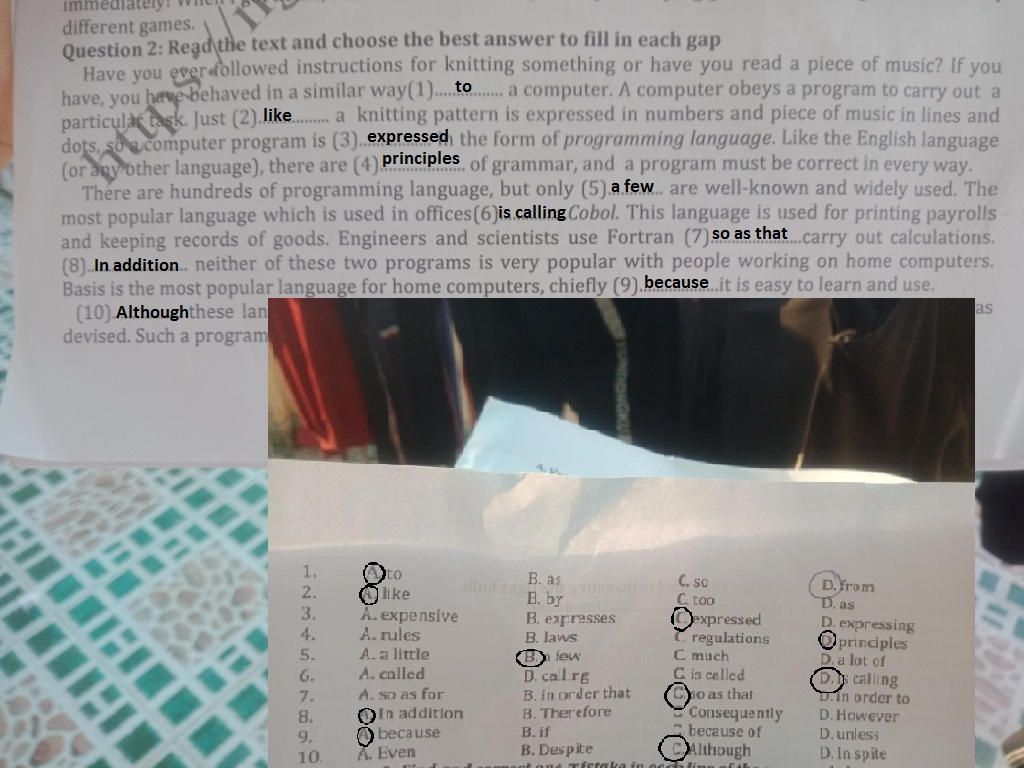 different games.
Question 2: Read the text and choose the best answer to fill in each gap
Have you ever followed instructions for knitting something or have you read a piece of music? If you
have, you have behaved in a similar way(1)....to........ a computer. A computer obeys a program to carry out a
particular task. Just (2).like......... a knitting pattern is expressed in numbers and piece of music in lines and
dots, so a computer program is (3)..expressed the form of programming language. Like the English language
(or any other language), there are (4)principles of grammar, and a program must be correct in every way.
There are hundreds of programming language, but only (5).a few... are well-known and widely used. The
most popular language which is used in offices(6)is calling Cobol. This language is used for printing payrolls
and keeping records of goods. Engineers and scientists use Fortran (7)so as that...carry out calculations.
(8)..In addition.. neither of these two programs is very popular with people working on home computers.
Basis is the most popular language for home computers, chiefly (9).because..it is easy to learn and use.
(10).Although these lan as
devised. Such a program
1. A. to B. as C. so D. from
2. A. like B. by C. too D. as
3. A. expensive B. expresses C. expressed D. expressing
4. A. rules B. laws C regulations D. principles
5. A. a little B. a few C much D. a lot of
6. A. called C is called D. is calling
7. A. so as for B. in order that C so as that D. in order to
8. A. In addition B. Therefore Consequently D. However
9. A. because B. if because of D. unless
10. A. Even B. Despite C. Although D. In spite